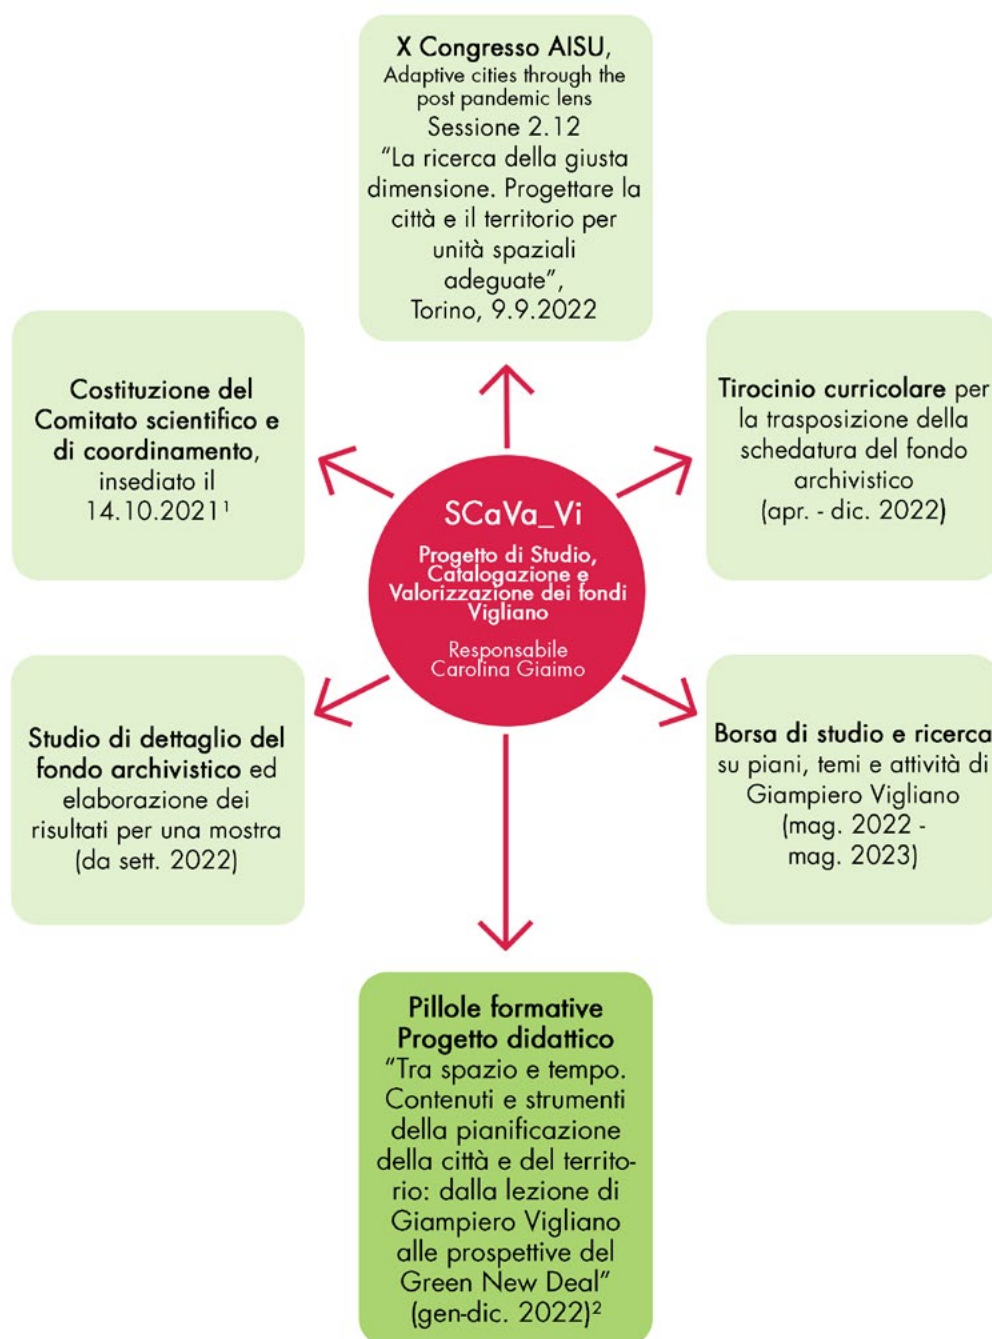 X Congresso AISU,
Adaptive cities through the
post pandemic lens
Sessione 2.12
“La ricerca della giusta
dimensione. Progettare la
città e il territorio per
unità spaziali
adeguate”,
Torino, 9.9.2022
Costituzione del
Comitato scientifico e
di coordinamento,
insediato il
14.10.2021¹
Tirocinio curricolare per
la trasposizione della
schedatura del fondo
archivistico
(apr. - dic. 2022)
SCaVa_Vi
Progetto di Studio,
Catalogazione e
Valorizzazione dei fondi
Vigliano
Responsabile
Carolina Giaimo
Studio di dettaglio del
fondo archivistico ed
elaborazione dei
risultati per una mostra
(da sett. 2022)
Borsa di studio e ricerca
su piani, temi e attività di
Giampiero Vigliano
(mag. 2022 -
mag. 2023)
Pillole formative
Progetto didattico
“Tra spazio e tempo.
Contenuti e strumenti
della pianificazione
della città e del territo-
rio: dalla lezione di
Giampiero Vigliano
alle prospettive del
Green New Deal”
(gen-dic. 2022)²